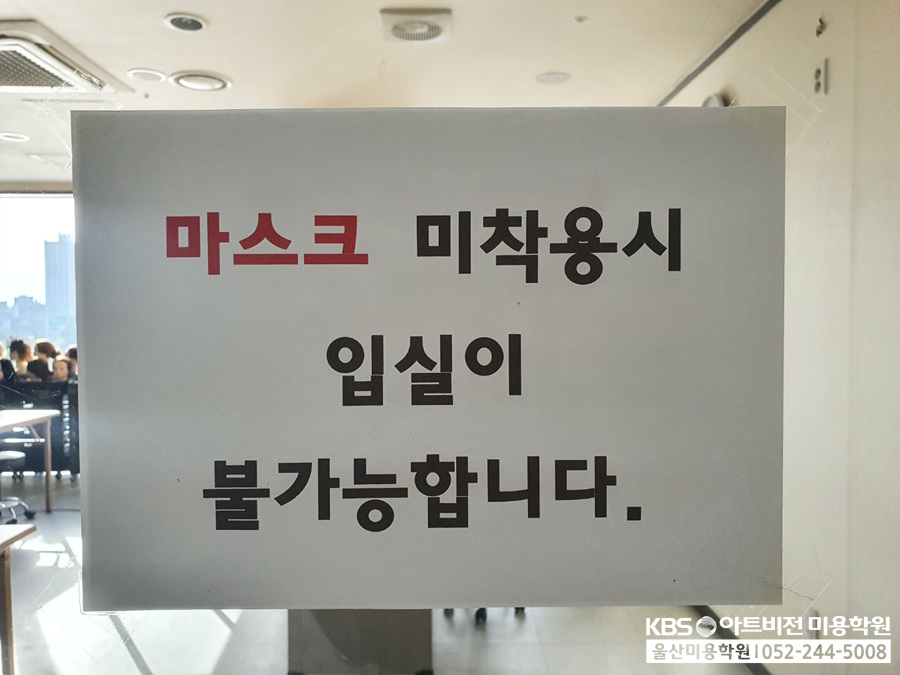 마스크 미착용시
입실이
불가능합니다.
KBS 아트비전 미용학원
울산미용학원 | 052-244-5008